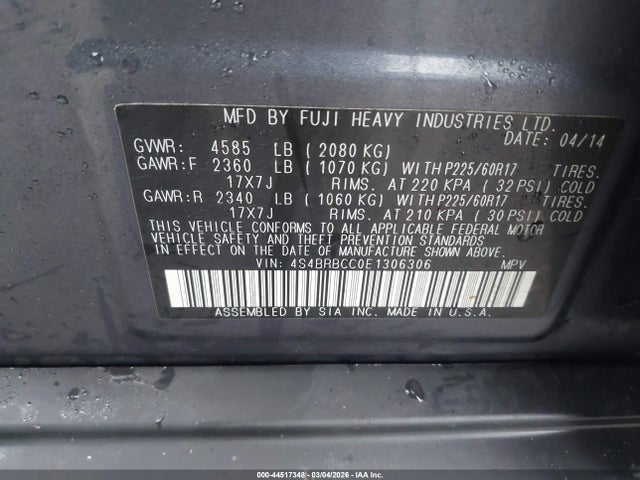 MFD BY FUJI HEAVY INDUSTRIES LTD.
DATE: 04/14
GVWR: 4585 LB ( 2080 KG)
GAWR:F 2360 LB ( 1070 KG) WITH P225/60R17 TIRES.
17X7J RIMS. AT 220 KPA ( 32 PSI) COLD
GAWR:R 2340 LB ( 1060 KG) WITH P225/60R17 TIRES.
17X7J RIMS. AT 210 KPA ( 30 PSI) COLD
THIS VEHICLE CONFORMS TO ALL APPLICABLE FEDERAL MOTOR
VEHICLE SAFETY AND THEFT PREVENTION STANDARDS
IN EFFECT ON THE DATE OF MANUFACTURE SHOWN ABOVE.
VIN: 4S4BRBCC0E1306306 MPV
ASSEMBLED BY SIA INC. MADE IN U.S.A.
000-44517348 - 03/04/2026 - IAA Inc.